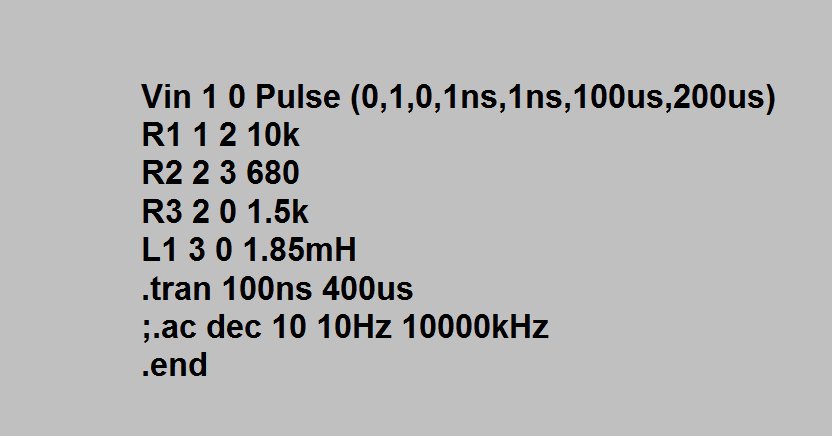 Vin 1 0 Pulse (0,1,0,1ns,1ns,100us,200us)
R1 1 2 10k
R2 2 3 680
R3 2 0 1.5k
L1 3 0 1.85mH
.tran 100ns 400us
;.ac dec 10 10Hz 10000kHz
.end